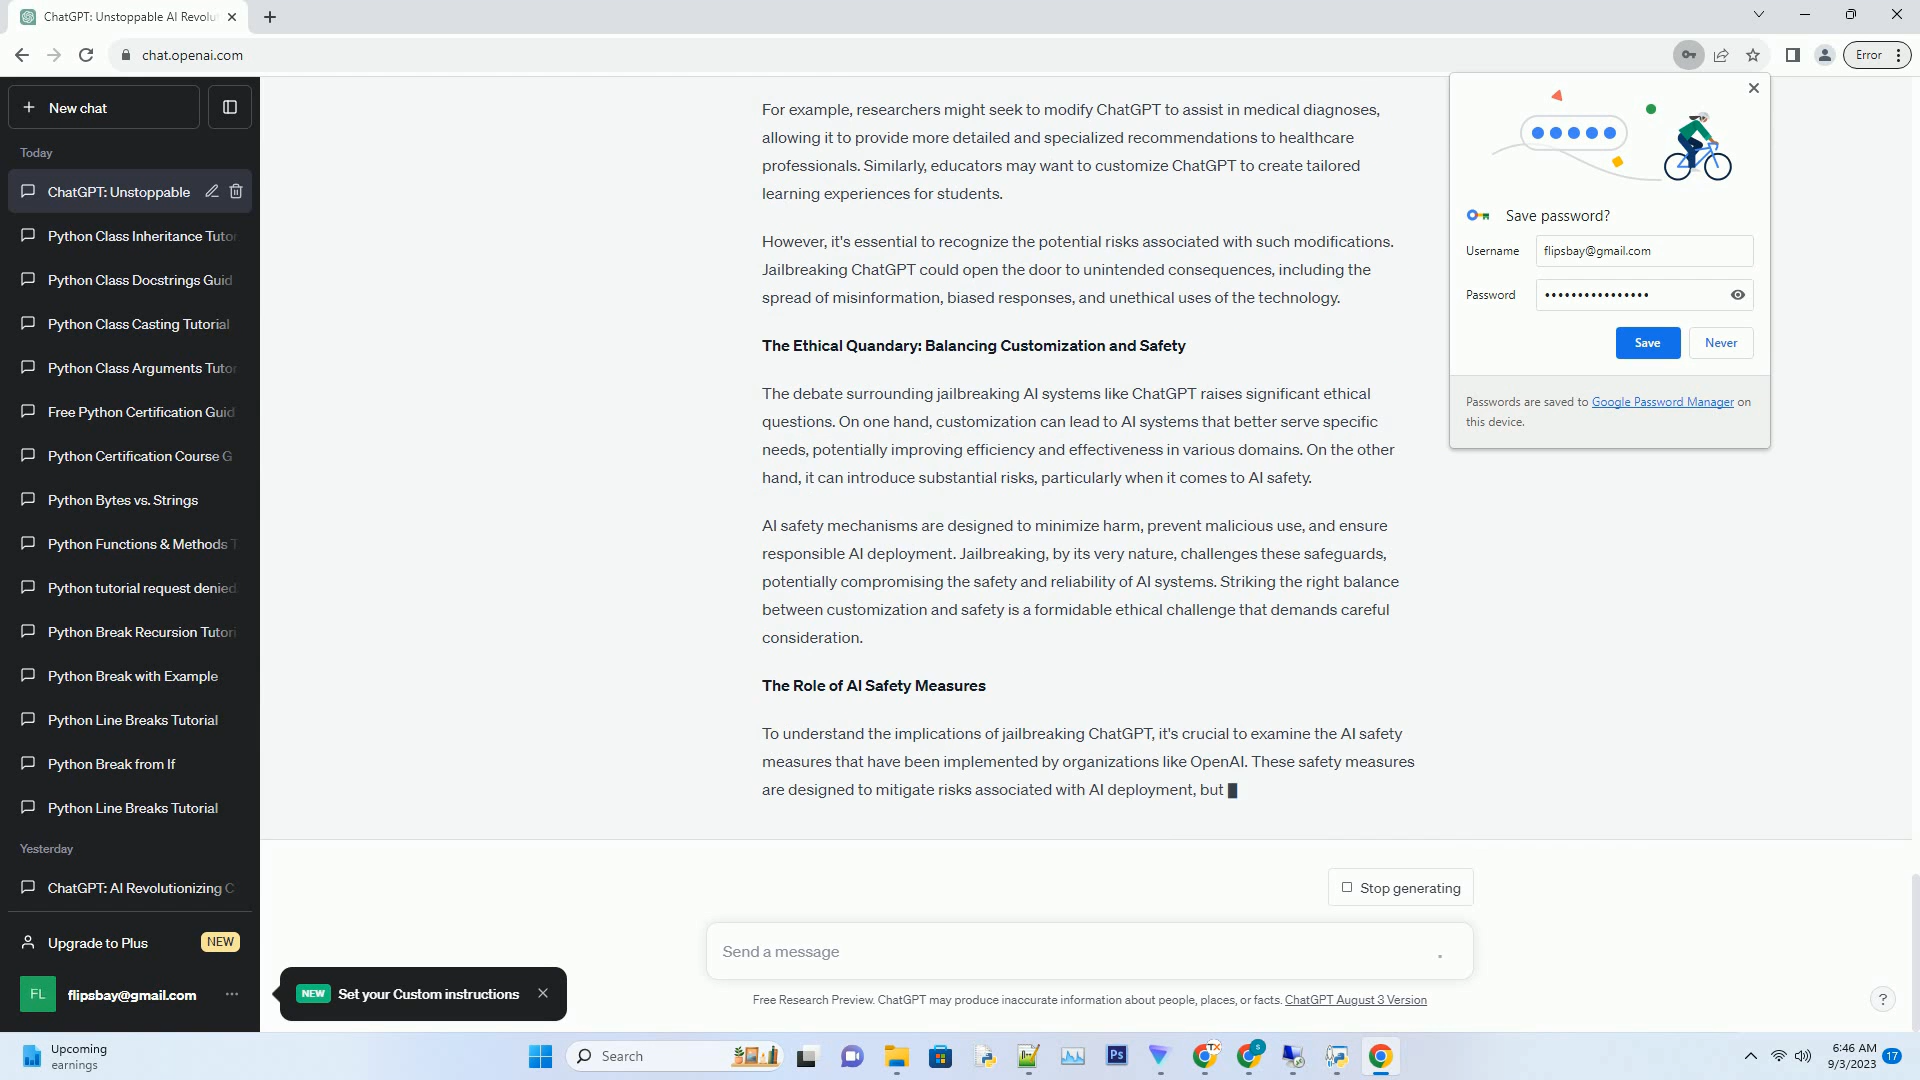 ChatGPT: Unstoppable AI Revolu
chat.openai.com
Error
New chat
Today
ChatGPT: Unstoppable
Python Class Inheritance Tutor
Python Class Docstrings Guid
Python Class Casting Tutorial
Python Class Arguments Tutor
Free Python Certification Guid
Python Certification Course G
Python Bytes vs. Strings
Python Functions & Methods T
Python tutorial request denied.
Python Break Recursion Tutori
Python Break with Example
Python Line Breaks Tutorial
Python Break from If
Python Line Breaks Tutorial
Yesterday
ChatGPT: AI Revolutionizing C
Upgrade to Plus
NEW
FL
flipsbay@gmail.com
NEW Set your Custom instructions
For example, researchers might seek to modify ChatGPT to assist in medical diagnoses,
allowing it to provide more detailed and specialized recommendations to healthcare
professionals. Similarly, educators may want to customize ChatGPT to create tailored
learning experiences for students.
However, it's essential to recognize the potential risks associated with such modifications.
Jailbreaking ChatGPT could open the door to unintended consequences, including the
spread of misinformation, biased responses, and unethical uses of the technology.
The Ethical Quandary: Balancing Customization and Safety
The debate surrounding jailbreaking AI systems like ChatGPT raises significant ethical
questions. On one hand, customization can lead to AI systems that better serve specific
needs, potentially improving efficiency and effectiveness in various domains. On the other
hand, it can introduce substantial risks, particularly when it comes to AI safety.
AI safety mechanisms are designed to minimize harm, prevent malicious use, and ensure
responsible AI deployment. Jailbreaking, by its very nature, challenges these safeguards,
potentially compromising the safety and reliability of AI systems. Striking the right balance
between customization and safety is a formidable ethical challenge that demands careful
consideration.
The Role of AI Safety Measures
To understand the implications of jailbreaking ChatGPT, it's crucial to examine the AI safety
measures that have been implemented by organizations like OpenAI. These safety measures
are designed to mitigate risks associated with AI deployment, but
Stop generating
Send a message
Free Research Preview. ChatGPT may produce inaccurate information about people, places, or facts. ChatGPT August 3 Version
?
Save password?
Username
flipsbay@gmail.com
Password
••••••••••••••••
Save
Never
Passwords are saved to Google Password Manager on
this device.
Upcoming
earnings
Search
Ps
TX
S
6:46 AM
9/3/2023
17